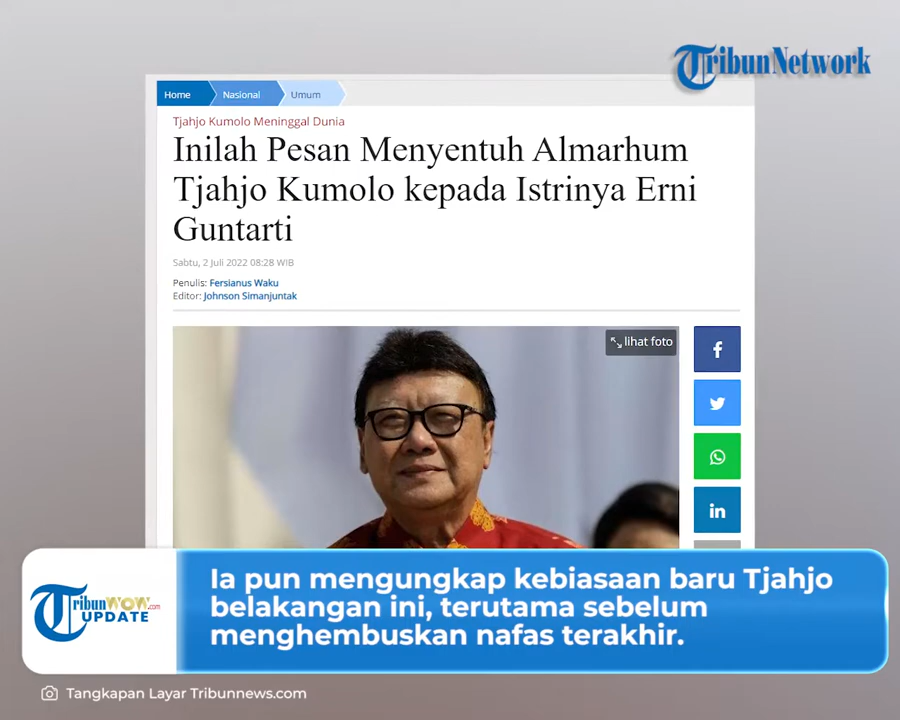 TribunNetwork
Home Nasional Umum
Tjahjo Kumolo Meninggal Dunia
Inilah Pesan Menyentuh Almarhum
Tjahjo Kumolo kepada Istrinya Erni
Guntarti
Sabtu, 2 Juli 2022 08:28 WIB
Penulis: Fersianus Waku
Editor: Johnson Simanjuntak
lihat foto
f
in
TribunWOW.com
UPDATE
Ia pun mengungkap kebiasaan baru Tjahjo
belakangan ini, terutama sebelum
menghembuskan nafas terakhir.
Tangkapan Layar Tribunnews.com